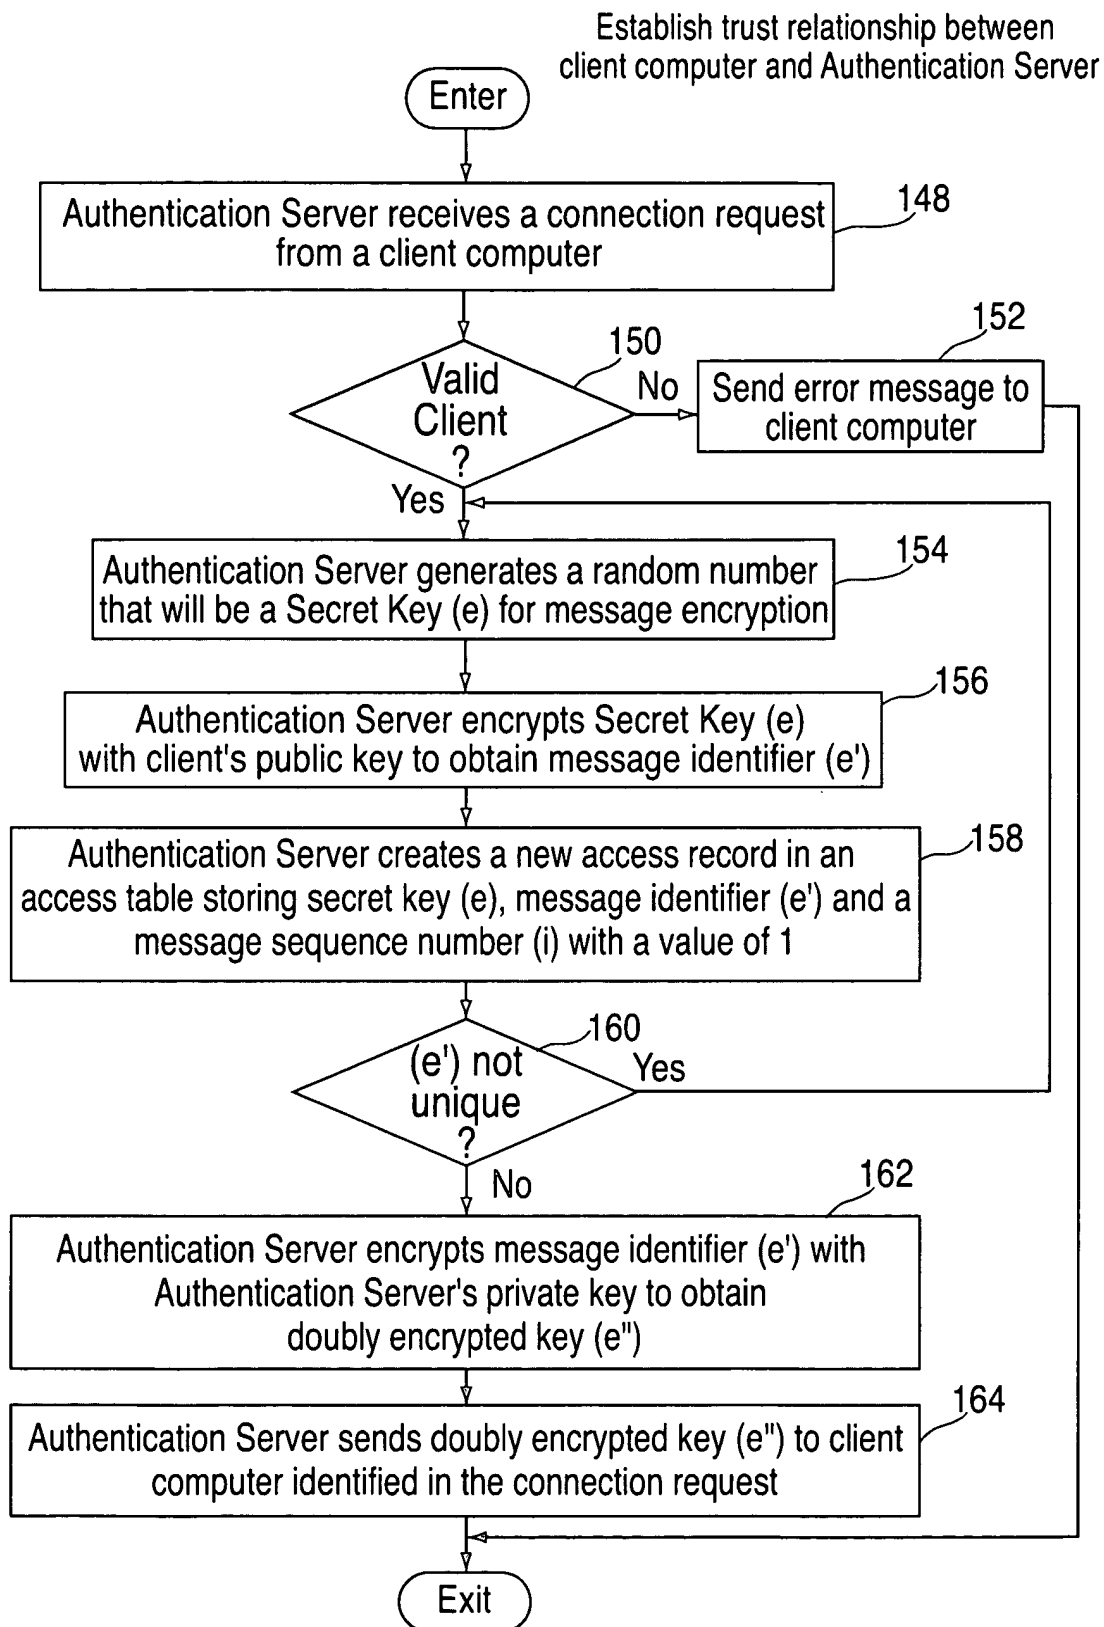 Establish trust relationship between
client computer and Authentication Server
Enter
Authentication Server receives a connection request
from a client computer
148
Valid
Client
?
150
No
152
Send error message to
client computer
Yes
Authentication Server generates a random number
that will be a Secret Key (e) for message encryption
154
Authentication Server encrypts Secret Key (e)
with client's public key to obtain message identifier (e')
156
Authentication Server creates a new access record in an
access table storing secret key (e), message identifier (e') and a
message sequence number (i) with a value of 1
158
(e') not
unique
?
160
Yes
No
162
Authentication Server encrypts message identifier (e') with
Authentication Server's private key to obtain
doubly encrypted key (e")
164
Authentication Server sends doubly encrypted key (e") to client
computer identified in the connection request
Exit